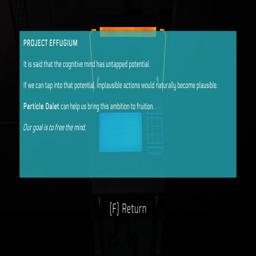 PROJECT EFFUGIUM
It is said that the cognitive mind has untapped potential.
If we can tap into that potential, implausible actions would naturally become plausible.
Particle Dalet can help us bring this ambition to fruition.
Our goal is to free the mind.
[F] Return